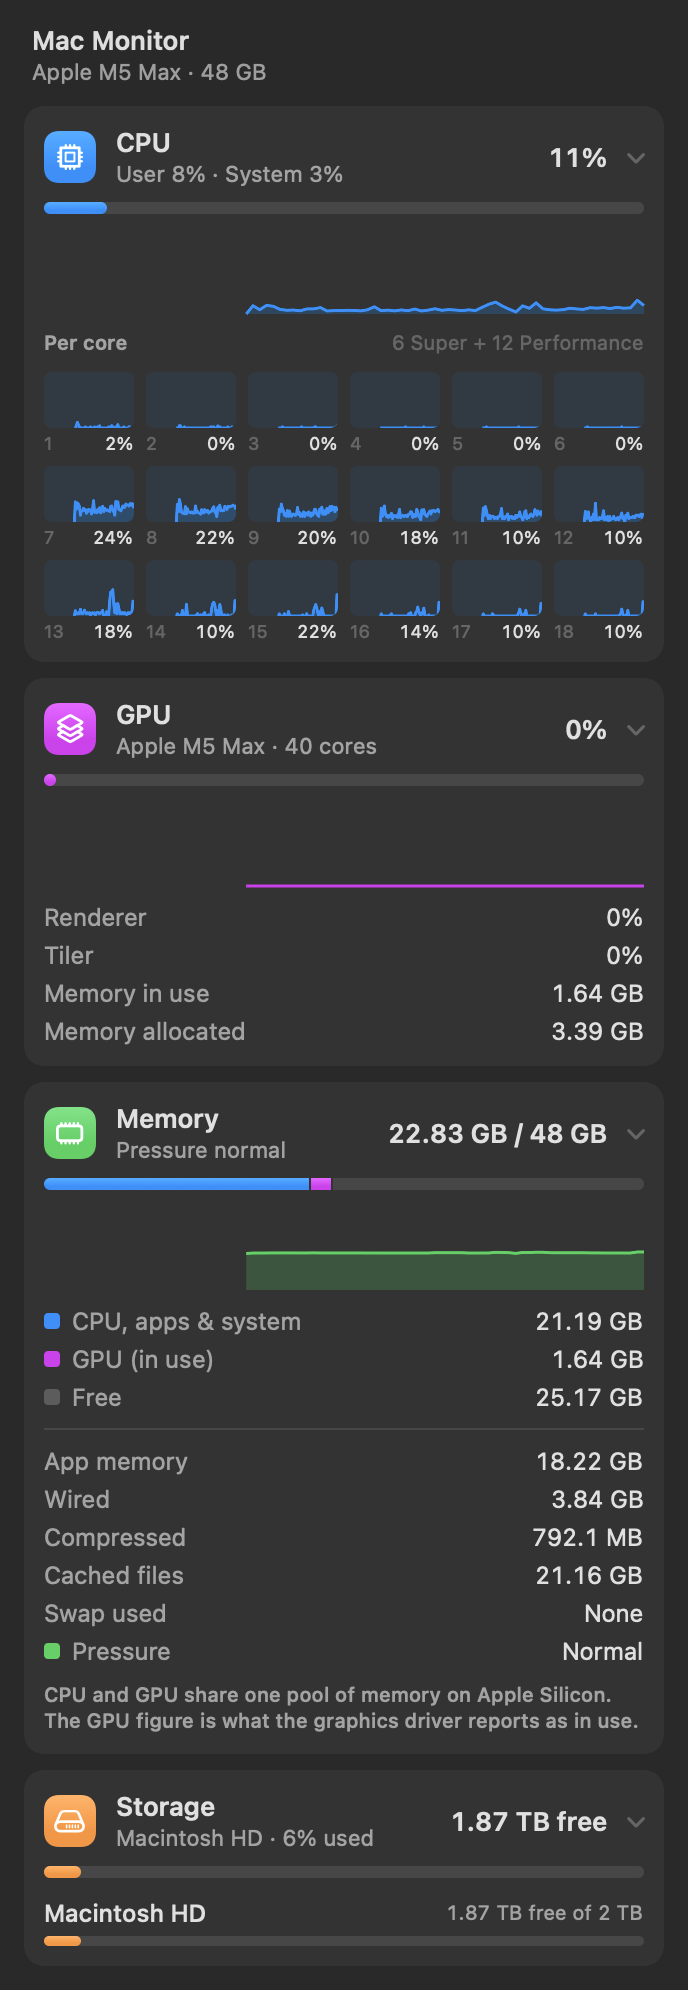 Mac Monitor
Apple M5 Max · 48 GB
CPU
User 8% · System 3%
11%
Per core
6 Super + 12 Performance
1 2%
2 0%
3 0%
4 0%
5 0%
6 0%
7 24%
8 22%
9 20%
10 18%
11 10%
12 10%
13 18%
14 10%
15 22%
16 14%
17 10%
18 10%
GPU
Apple M5 Max · 40 cores
0%
Renderer 0%
Tiler 0%
Memory in use 1.64 GB
Memory allocated 3.39 GB
Memory
Pressure normal
22.83 GB / 48 GB
CPU, apps & system 21.19 GB
GPU (in use) 1.64 GB
Free 25.17 GB
App memory 18.22 GB
Wired 3.84 GB
Compressed 792.1 MB
Cached files 21.16 GB
Swap used None
Pressure Normal
CPU and GPU share one pool of memory on Apple Silicon.
The GPU figure is what the graphics driver reports as in use.
Storage
Macintosh HD · 6% used
1.87 TB free
Macintosh HD 1.87 TB free of 2 TB